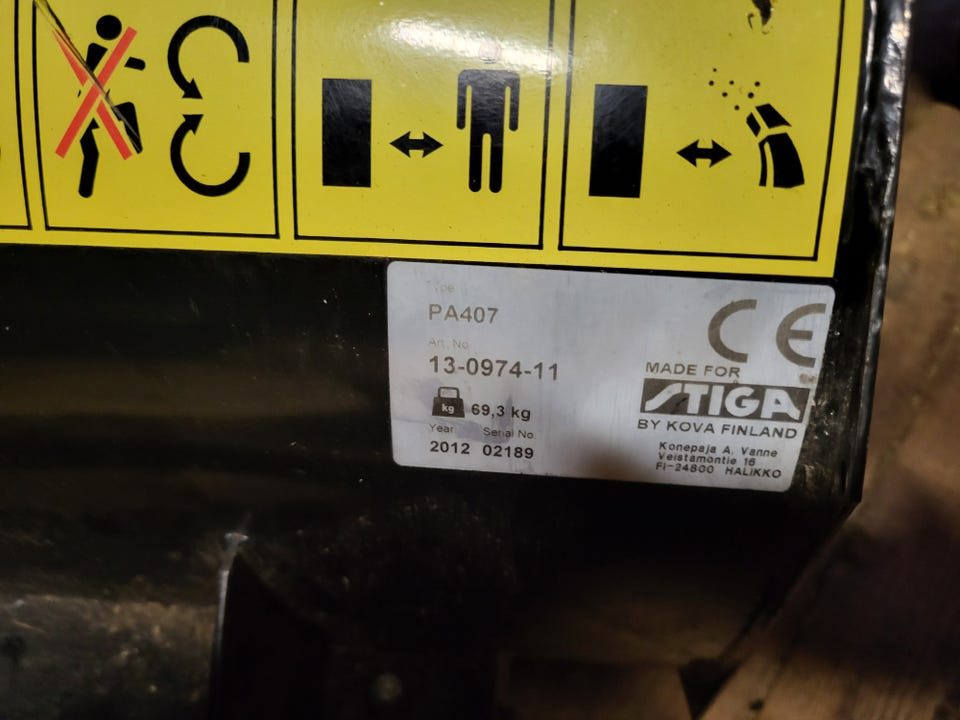 Type
PA407
Art. No.
13-0974-11
kg 69,3 kg
Year Serial No.
2012 02189
CE
MADE FOR
STIGA
BY KOVA FINLAND
Konepaja A. Vanne
Veistämöntie 16
FI-24800 HALIKKO